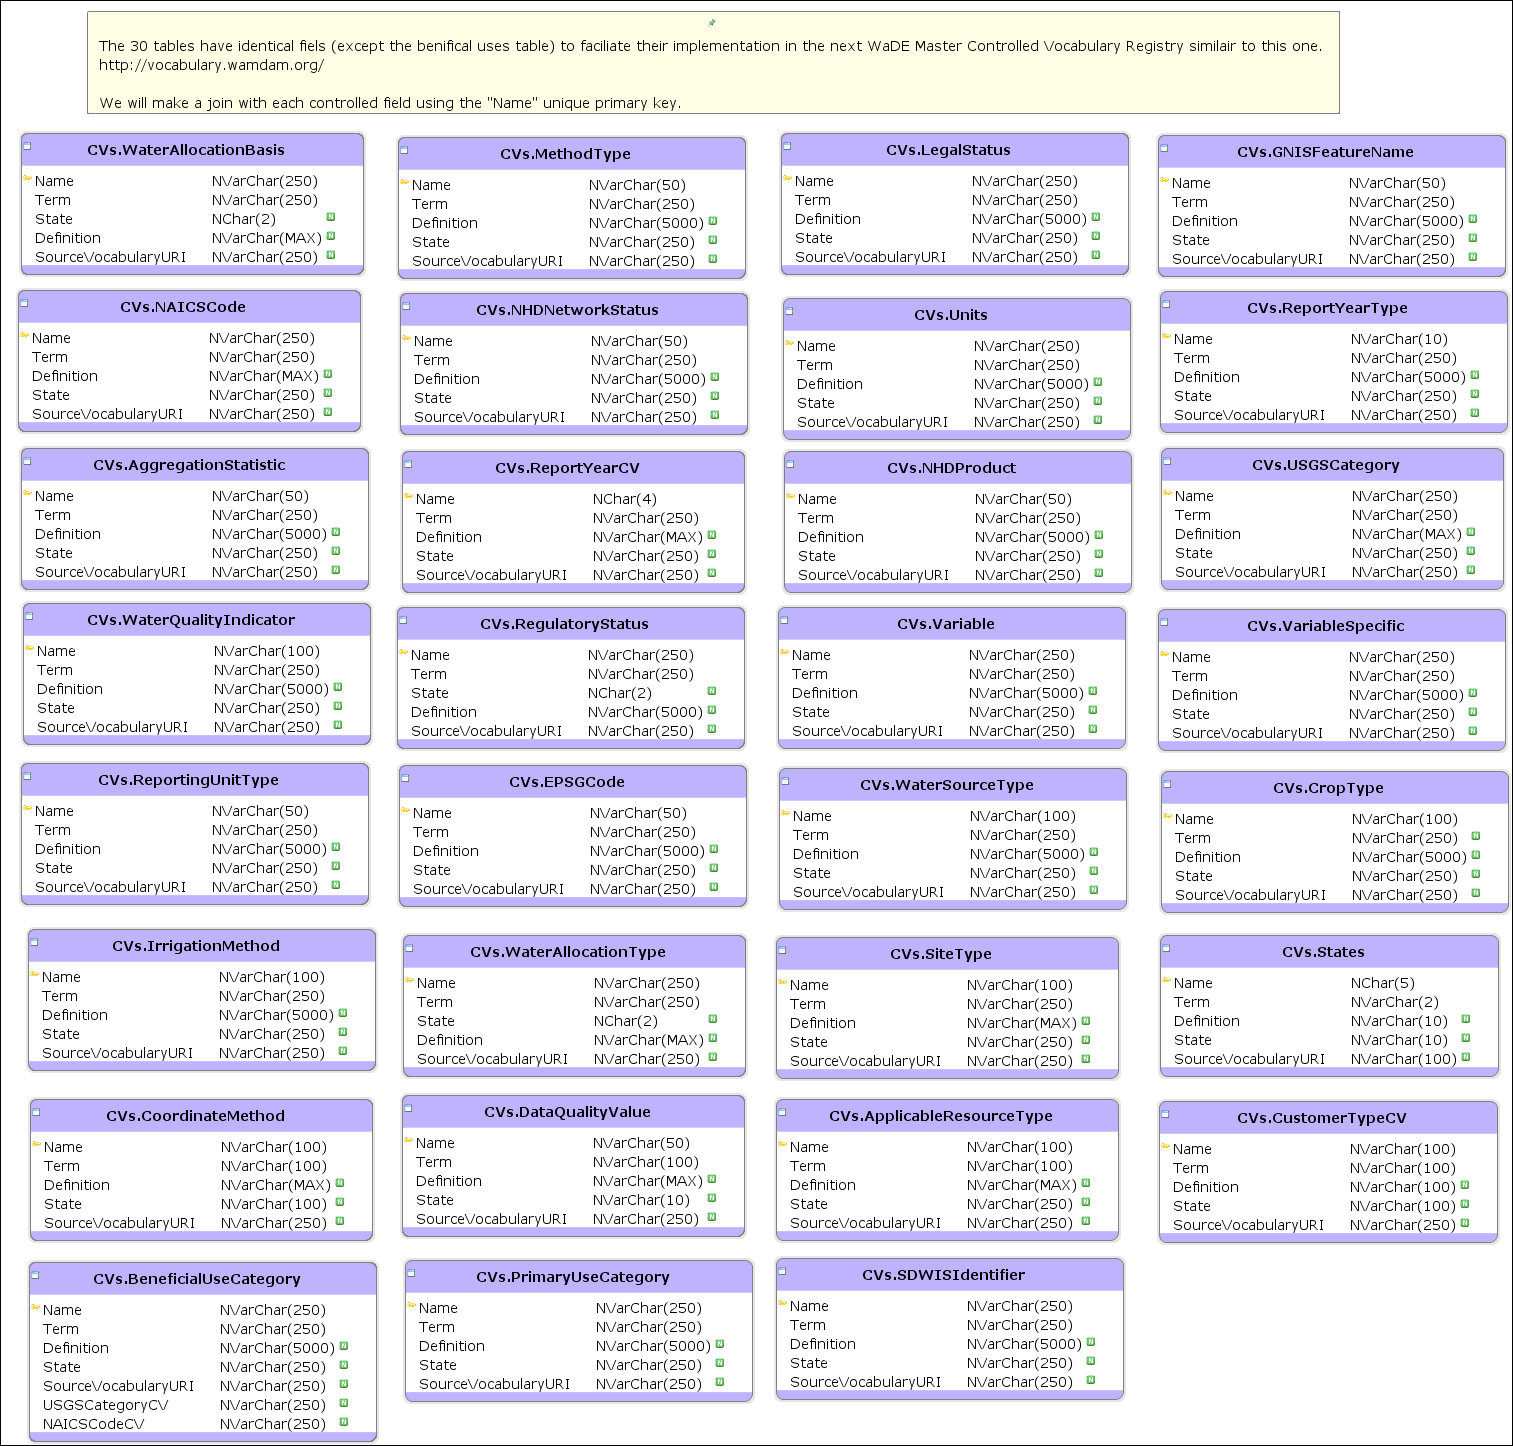 The 30 tables have identical fiels (except the benifical uses table) to faciliate their implementation in the next WaDE Master Controlled Vocabulary Registry similair to this one.
http://vocabulary.wamdam.org/
We will make a join with each controlled field using the "Name" unique primary key.
CVs.WaterAllocationBasis
Name NVarChar(250)
Term NVarChar(250)
State NChar(2) N
Definition NVarChar(MAX) N
SourceVocabularyURI NVarChar(250) N
CVs.MethodType
Name NVarChar(50)
Term NVarChar(250)
Definition NVarChar(5000) N
State NVarChar(250) N
SourceVocabularyURI NVarChar(250) N
CVs.LegalStatus
Name NVarChar(250)
Term NVarChar(250)
Definition NVarChar(5000) N
State NVarChar(250) N
SourceVocabularyURI NVarChar(250) N
CVs.GNISFeatureName
Name NVarChar(50)
Term NVarChar(250)
Definition NVarChar(5000) N
State NVarChar(250) N
SourceVocabularyURI NVarChar(250) N
CVs.NAICSCode
Name NVarChar(250)
Term NVarChar(250)
Definition NVarChar(MAX) N
State NVarChar(250) N
SourceVocabularyURI NVarChar(250) N
CVs.NHDNetworkStatus
Name NVarChar(50)
Term NVarChar(250)
Definition NVarChar(5000) N
State NVarChar(250) N
SourceVocabularyURI NVarChar(250) N
CVs.Units
Name NVarChar(250)
Term NVarChar(250)
Definition NVarChar(5000) N
State NVarChar(250) N
SourceVocabularyURI NVarChar(250) N
CVs.ReportYearType
Name NVarChar(10)
Term NVarChar(250)
Definition NVarChar(5000) N
State NVarChar(250) N
SourceVocabularyURI NVarChar(250) N
CVs.AggregationStatistic
Name NVarChar(50)
Term NVarChar(250)
Definition NVarChar(5000) N
State NVarChar(250) N
SourceVocabularyURI NVarChar(250) N
CVs.ReportYearCV
Name NChar(4)
Term NVarChar(250)
Definition NVarChar(MAX) N
State NVarChar(250) N
SourceVocabularyURI NVarChar(250) N
CVs.NHDProduct
Name NVarChar(50)
Term NVarChar(250)
Definition NVarChar(5000) N
State NVarChar(250) N
SourceVocabularyURI NVarChar(250) N
CVs.USGSCategory
Name NVarChar(250)
Term NVarChar(250)
Definition NVarChar(MAX) N
State NVarChar(250) N
SourceVocabularyURI NVarChar(250) N
CVs.WaterQualityIndicator
Name NVarChar(100)
Term NVarChar(250)
Definition NVarChar(5000) N
State NVarChar(250) N
SourceVocabularyURI NVarChar(250) N
CVs.RegulatoryStatus
Name NVarChar(250)
Term NVarChar(250)
State NChar(2) N
Definition NVarChar(5000) N
SourceVocabularyURI NVarChar(250) N
CVs.Variable
Name NVarChar(250)
Term NVarChar(250)
Definition NVarChar(5000) N
State NVarChar(250) N
SourceVocabularyURI NVarChar(250) N
CVs.VariableSpecific
Name NVarChar(250)
Term NVarChar(250)
Definition NVarChar(5000) N
State NVarChar(250) N
SourceVocabularyURI NVarChar(250) N
CVs.ReportingUnitType
Name NVarChar(50)
Term NVarChar(250)
Definition NVarChar(5000) N
State NVarChar(250) N
SourceVocabularyURI NVarChar(250) N
CVs.EPSGCode
Name NVarChar(50)
Term NVarChar(250)
Definition NVarChar(5000) N
State NVarChar(250) N
SourceVocabularyURI NVarChar(250) N
CVs.WaterSourceType
Name NVarChar(100)
Term NVarChar(250)
Definition NVarChar(5000) N
State NVarChar(250) N
SourceVocabularyURI NVarChar(250) N
CVs.CropType
Name NVarChar(100)
Term NVarChar(250) N
Definition NVarChar(5000) N
State NVarChar(250) N
SourceVocabularyURI NVarChar(250) N
CVs.IrrigationMethod
Name NVarChar(100)
Term NVarChar(250)
Definition NVarChar(5000) N
State NVarChar(250) N
SourceVocabularyURI NVarChar(250) N
CVs.WaterAllocationType
Name NVarChar(250)
Term NVarChar(250)
State NChar(2) N
Definition NVarChar(MAX) N
SourceVocabularyURI NVarChar(250) N
CVs.SiteType
Name NVarChar(100)
Term NVarChar(250)
Definition NVarChar(MAX) N
State NVarChar(250) N
SourceVocabularyURI NVarChar(250) N
CVs.States
Name NChar(5)
Term NVarChar(2)
Definition NVarChar(10) N
State NVarChar(10) N
SourceVocabularyURI NVarChar(100) N
CVs.CoordinateMethod
Name NVarChar(100)
Term NVarChar(100)
Definition NVarChar(MAX) N
State NVarChar(100) N
SourceVocabularyURI NVarChar(250) N
CVs.DataQualityValue
Name NVarChar(50)
Term NVarChar(100)
Definition NVarChar(MAX) N
State NVarChar(10) N
SourceVocabularyURI NVarChar(250) N
CVs.ApplicableResourceType
Name NVarChar(100)
Term NVarChar(100)
Definition NVarChar(MAX) N
State NVarChar(250) N
SourceVocabularyURI NVarChar(250) N
CVs.CustomerTypeCV
Name NVarChar(100)
Term NVarChar(100)
Definition NVarChar(100) N
State NVarChar(100) N
SourceVocabularyURI NVarChar(250) N
CVs.BeneficialUseCategory
Name NVarChar(250)
Term NVarChar(250)
Definition NVarChar(5000) N
State NVarChar(250) N
SourceVocabularyURI NVarChar(250) N
USGSCategoryCV NVarChar(250) N
NAICSCodeCV NVarChar(250) N
CVs.PrimaryUseCategory
Name NVarChar(250)
Term NVarChar(250)
Definition NVarChar(5000) N
State NVarChar(250) N
SourceVocabularyURI NVarChar(250) N
CVs.SDWISIdentifier
Name NVarChar(250)
Term NVarChar(250)
Definition NVarChar(5000) N
State NVarChar(250) N
SourceVocabularyURI NVarChar(250) N